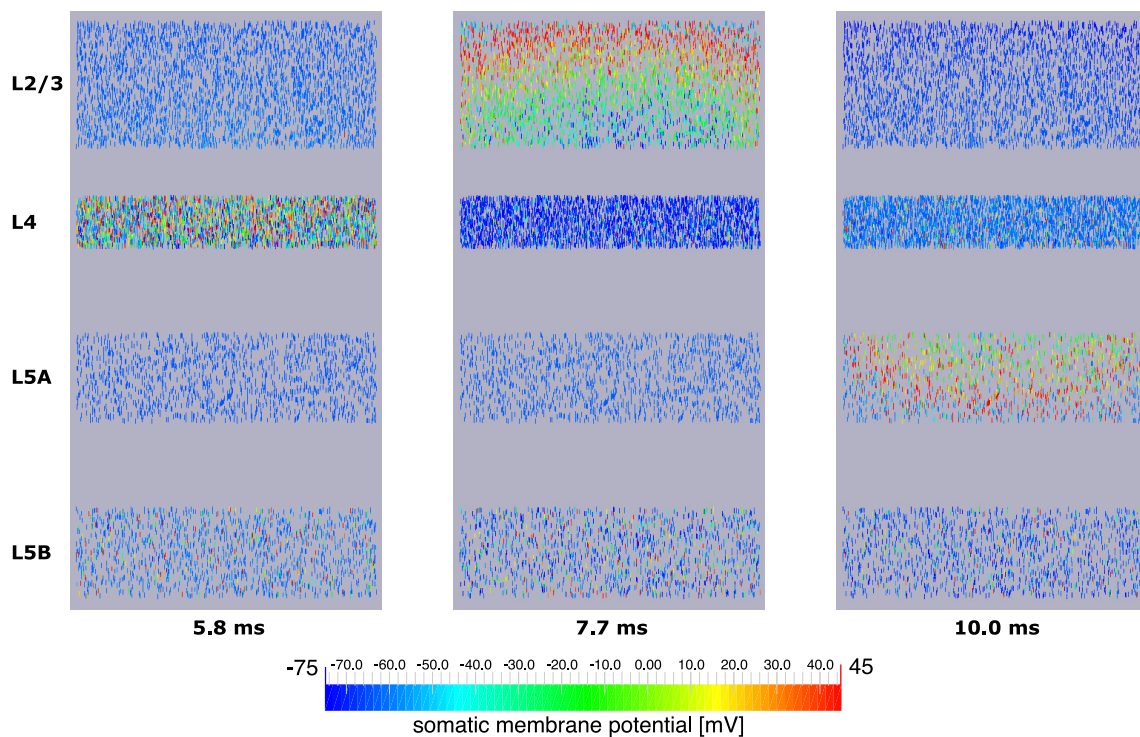 L2/3
L4
L5A
L5B
5.8 ms 7.7 ms 10.0 ms
-75 -70.0 -60.0 -50.0 -40.0 -30.0 -20.0 -10.0 0.00 10.0 20.0 30.0 40.0 45
somatic membrane potential [mV]